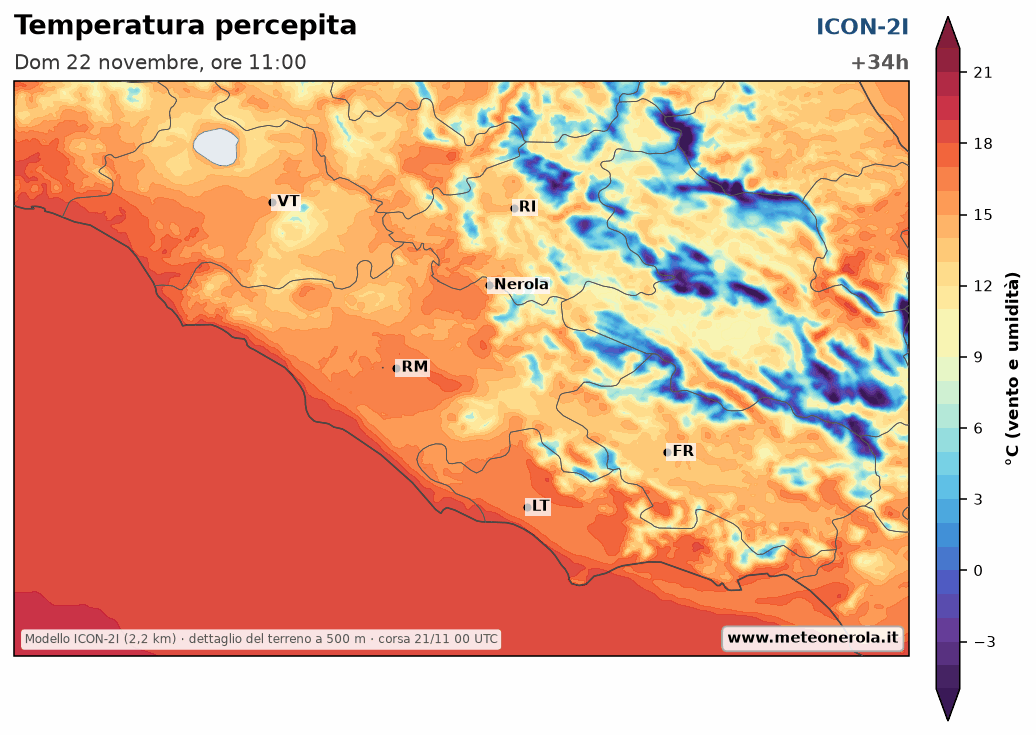 Temperatura percepita
ICON-2I
Dom 22 novembre, ore 11:00
+34h
21
18
15
12
9
6
3
0
−3
°C (vento e umidità)
VT
RI
Nerola
RM
FR
LT
Modello ICON-2I (2,2 km) · dettaglio del terreno a 500 m · corsa 21/11 00 UTC
www.meteonerola.it